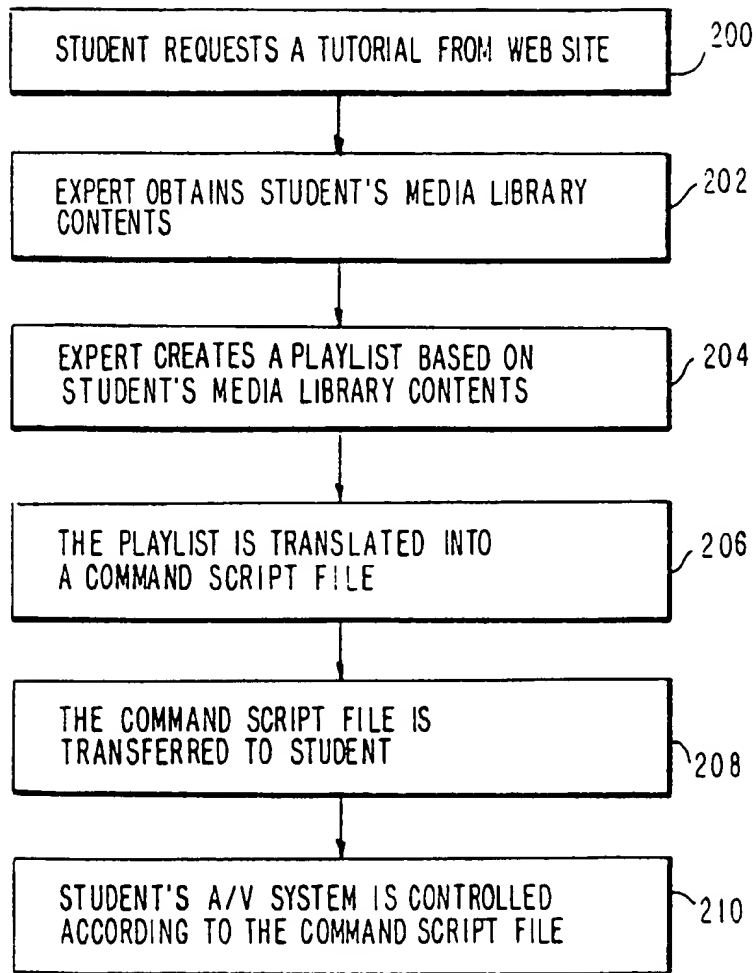 STUDENT REQUESTS A TUTORIAL FROM WEB SITE
200
EXPERT OBTAINS STUDENT'S MEDIA LIBRARY
CONTENTS
202
EXPERT CREATES A PLAYLIST BASED ON
STUDENT'S MEDIA LIBRARY CONTENTS
204
THE PLAYLIST IS TRANSLATED INTO
A COMMAND SCRIPT FILE
206
THE COMMAND SCRIPT FILE IS
TRANSFERRED TO STUDENT
208
STUDENT'S A/V SYSTEM IS CONTROLLED
ACCORDING TO THE COMMAND SCRIPT FILE
210